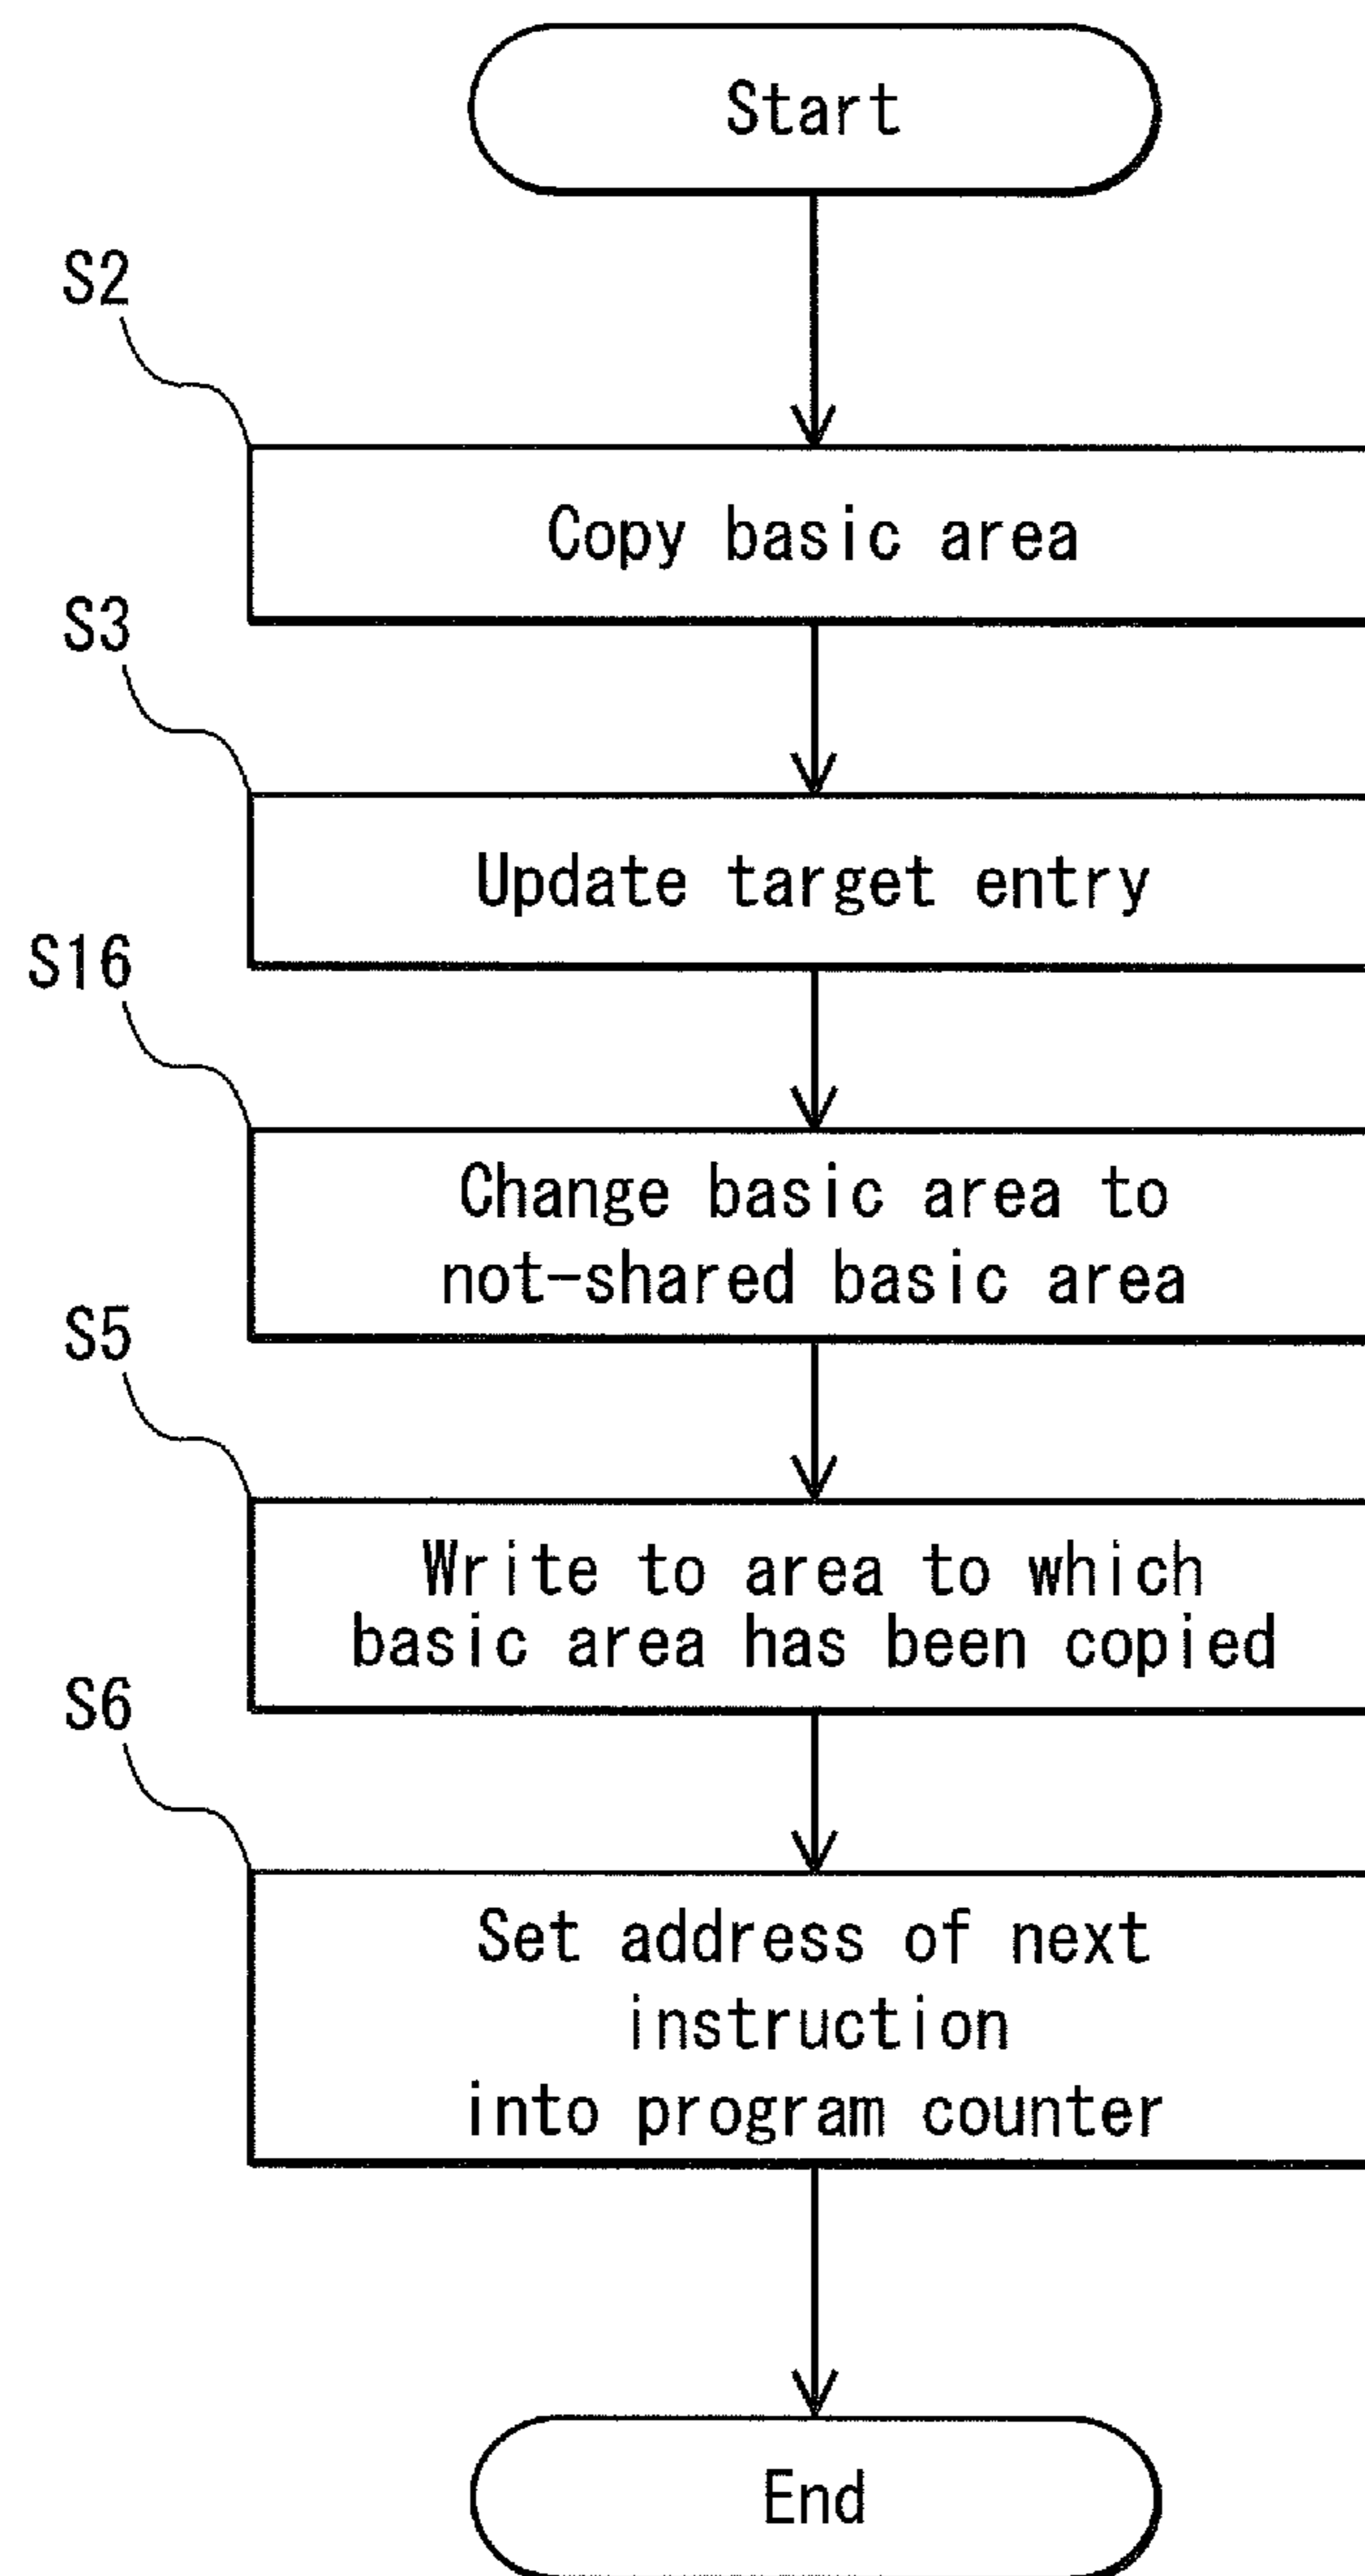 Start
S2
Copy basic area
S3
Update target entry
S16
Change basic area to
not-shared basic area
S5
Write to area to which
basic area has been copied
S6
Set address of next
instruction
into program counter
End